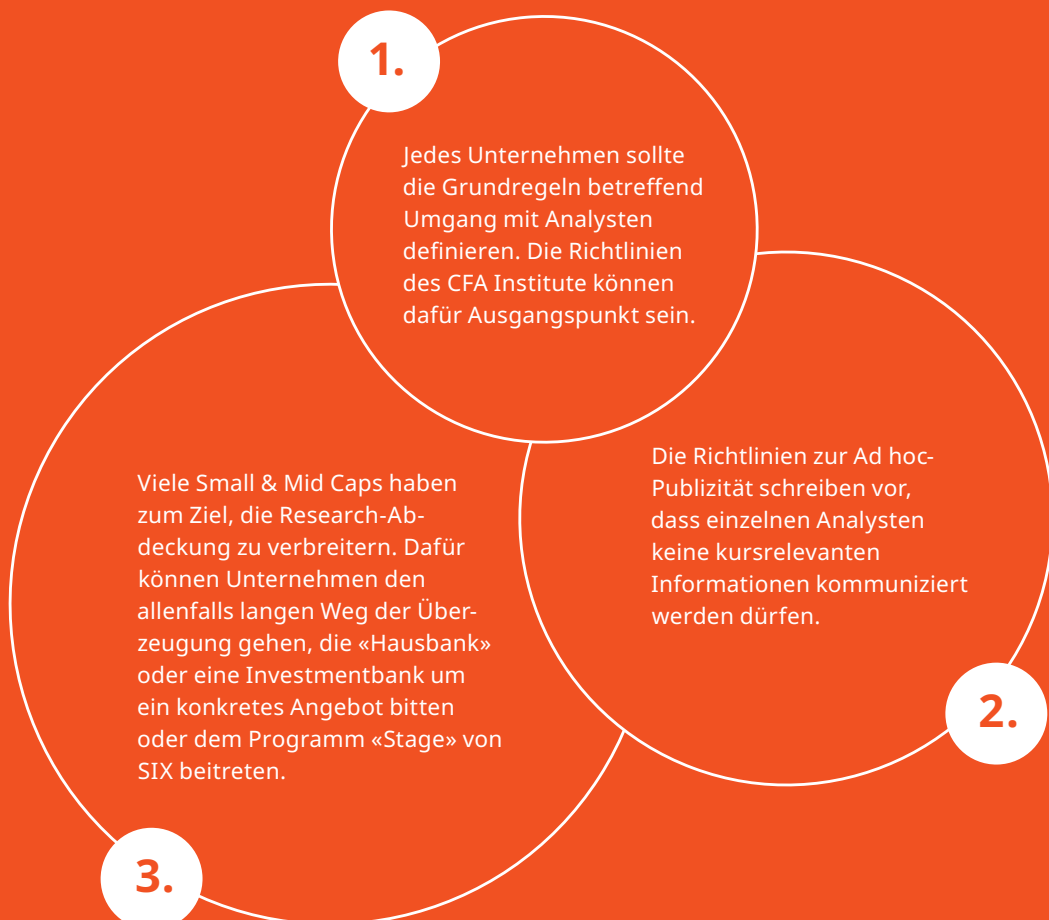 1.
Jedes Unternehmen sollte
die Grundregeln betreffend
Umgang mit Analysten
definieren. Die Richtlinien
des CFA Institute können
dafür Ausgangspunkt sein.
Die Richtlinien zur Ad hoc-
Publizität schreiben vor,
dass einzelnen Analysten
keine kursrelevanten
Informationen kommuniziert
werden dürfen.
2.
Viele Small & Mid Caps haben
zum Ziel, die Research-Ab-
deckung zu verbreitern. Dafür
können Unternehmen den
allenfalls langen Weg der Über-
zeugung gehen, die «Hausbank»
oder eine Investmentbank um
ein konkretes Angebot bitten
oder dem Programm «Stage» von
SIX beitreten.
3.